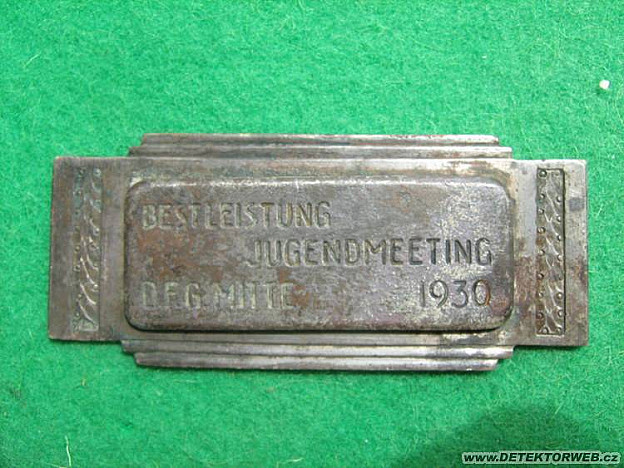 BESTLEISTUNG
JUGENDMEETING
D.F.G. MITTE 1930
www.DETEKTORWEB.cz